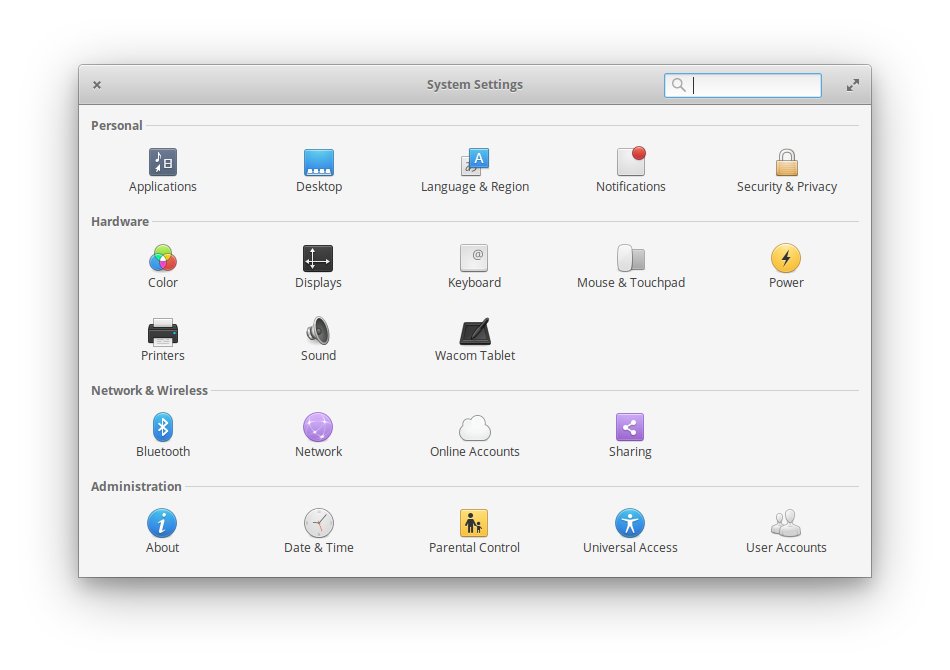 System Settings
Personal
Applications
Desktop
Language & Region
Notifications
Security & Privacy
Hardware
Color
Displays
Keyboard
Mouse & Touchpad
Power
Printers
Sound
Wacom Tablet
Network & Wireless
Bluetooth
Network
Online Accounts
Sharing
Administration
About
Date & Time
Parental Control
Universal Access
User Accounts